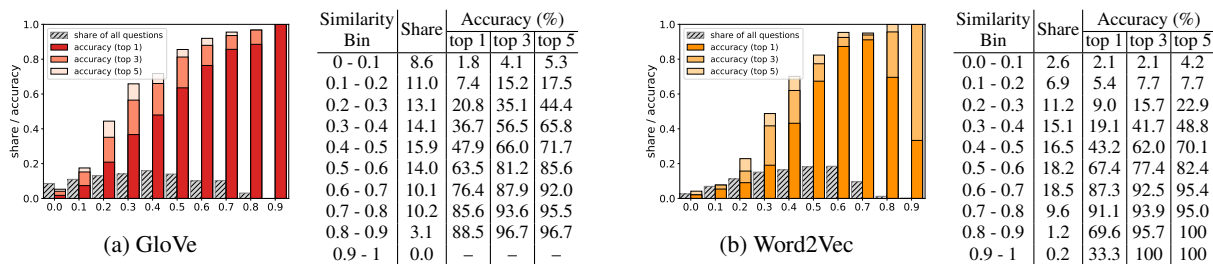 share / accuracy
1.0
0.8
0.6
0.4
0.2
0.0
share of all questions
accuracy (top 1)
accuracy (top 3)
accuracy (top 5)
0.0 0.1 0.2 0.3 0.4 0.5 0.6 0.7 0.8 0.9
(a) GloVe
Similarity Bin Share Accuracy (%)
top 1 top 3 top 5
0 - 0.1 8.6 1.8 4.1 5.3
0.1 - 0.2 11.0 7.4 15.2 17.5
0.2 - 0.3 13.1 20.8 35.1 44.4
0.3 - 0.4 14.1 36.7 56.5 65.8
0.4 - 0.5 15.9 47.9 66.0 71.7
0.5 - 0.6 14.0 63.5 81.2 85.6
0.6 - 0.7 10.1 76.4 87.9 92.0
0.7 - 0.8 10.2 85.6 93.6 95.5
0.8 - 0.9 3.1 88.5 96.7 96.7
0.9 - 1 0.0 – – –
share / accuracy
1.0
0.8
0.6
0.4
0.2
0.0
share of all questions
accuracy (top 1)
accuracy (top 3)
accuracy (top 5)
0.0 0.1 0.2 0.3 0.4 0.5 0.6 0.7 0.8 0.9
(b) Word2Vec
Similarity Bin Share Accuracy (%)
top 1 top 3 top 5
0.0 - 0.1 2.6 2.1 2.1 4.2
0.1 - 0.2 6.9 5.4 7.7 7.7
0.2 - 0.3 11.2 9.0 15.7 22.9
0.3 - 0.4 15.1 19.1 41.7 48.8
0.4 - 0.5 16.5 43.2 62.0 70.1
0.5 - 0.6 18.2 67.4 77.4 82.4
0.6 - 0.7 18.5 87.3 92.5 95.4
0.7 - 0.8 9.6 91.1 93.9 95.0
0.8 - 0.9 1.2 69.6 95.7 100
0.9 - 1 0.2 33.3 100 100